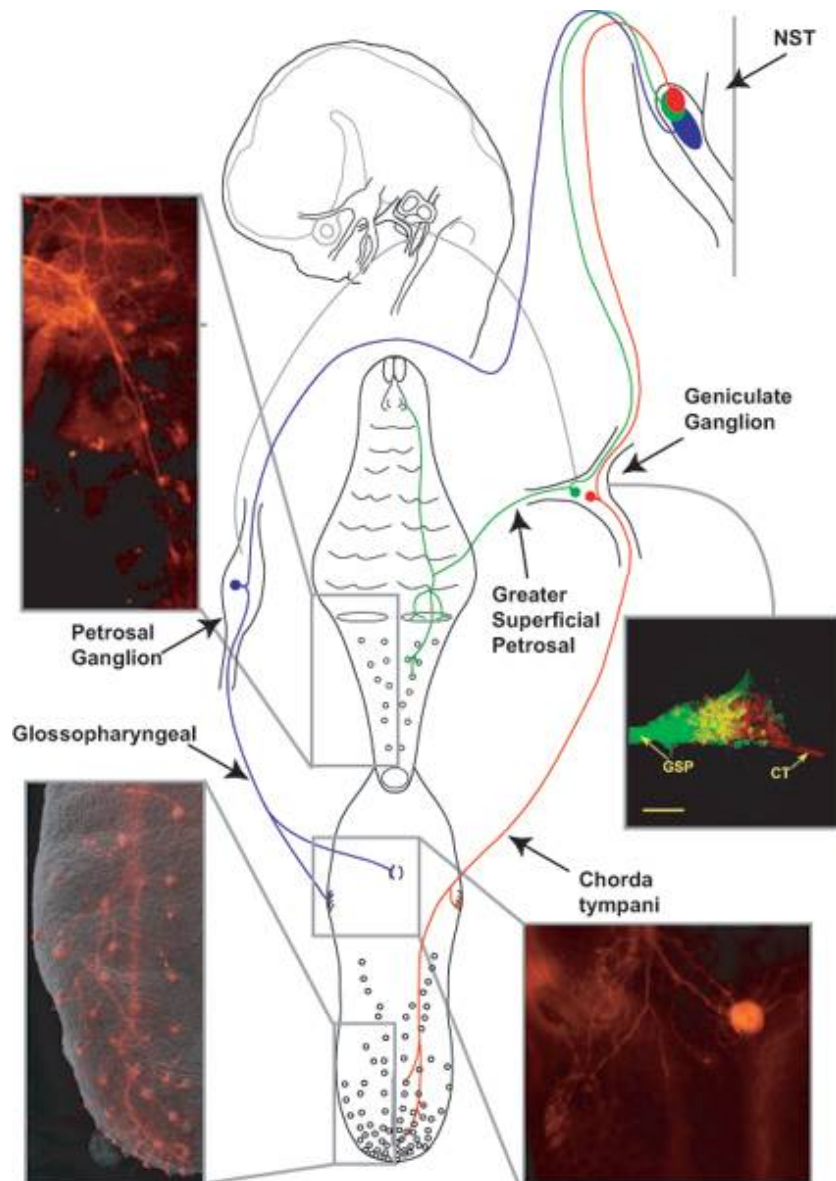 NST
Geniculate
Ganglion
Greater
Superficial
Petrosal
Petrosal
Ganglion
Glossopharyngeal
GSP
CT
Chorda
tympani